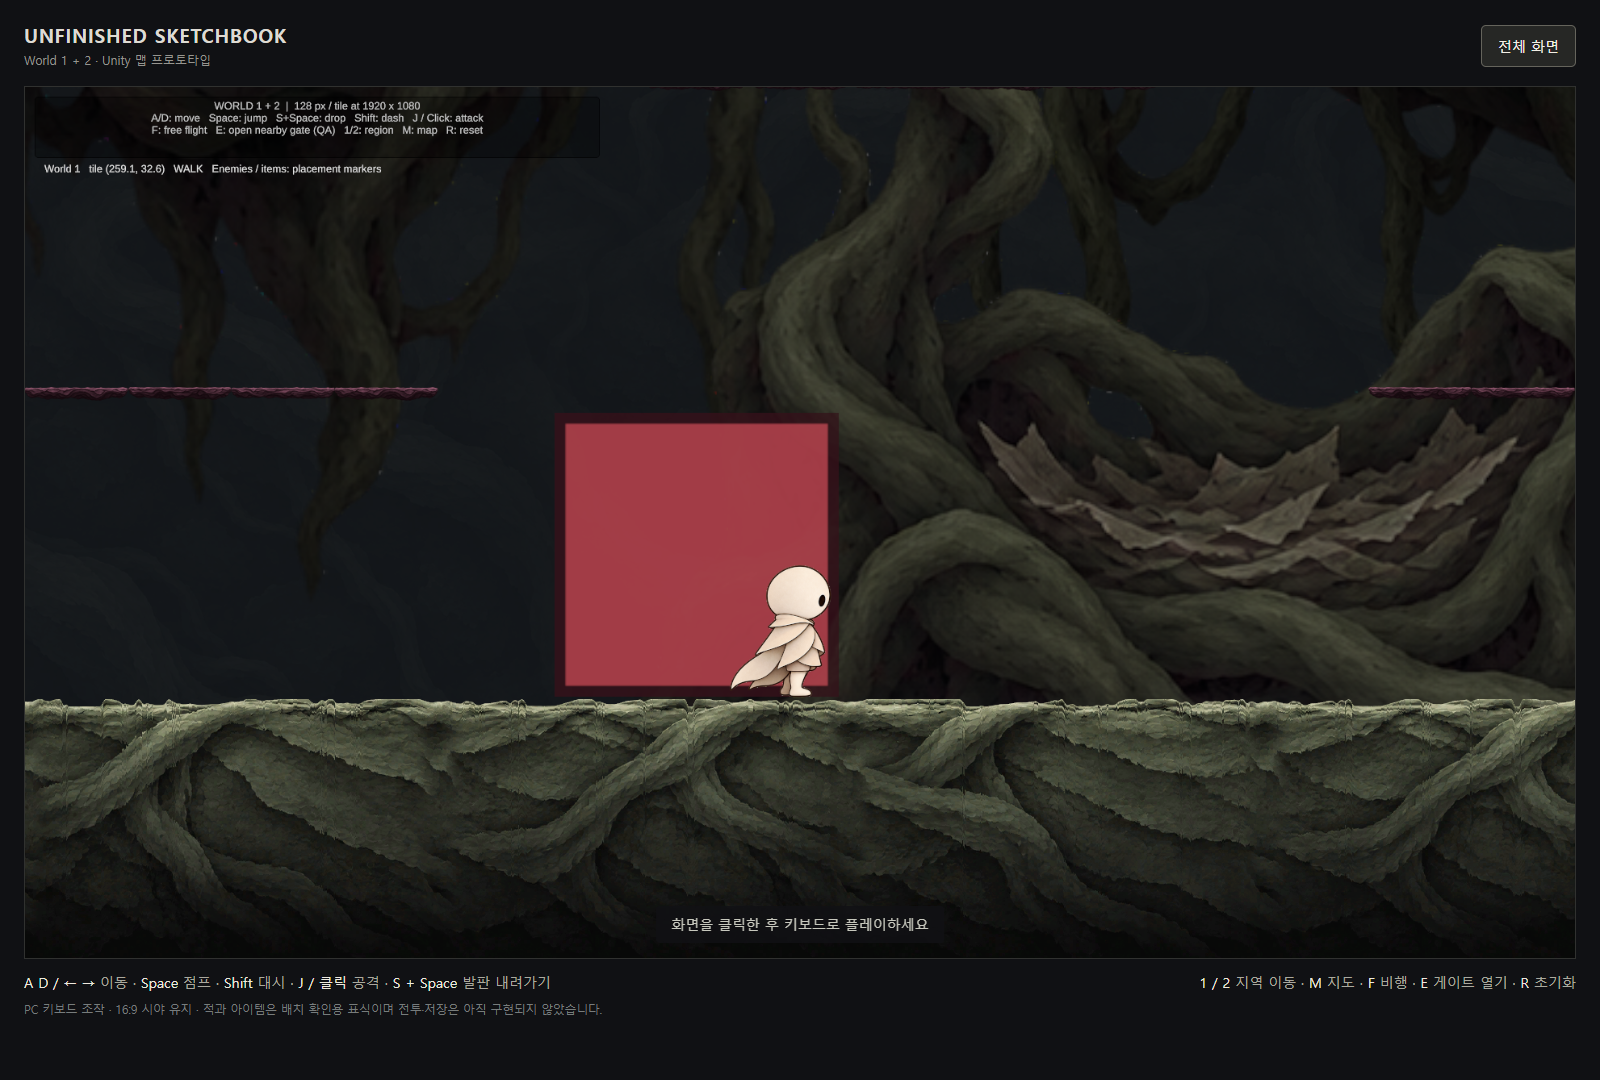 UNFINISHED SKETCHBOOK
World 1 + 2 · Unity 맵 프로토타입
전체 화면
WORLD 1 + 2 | 128 px / tile at 1920 x 1080
A/D: move Space: jump S+Space: drop Shift: dash J / Click: attack
F: free flight E: open nearby gate (QA) 1/2: region M: map R: reset
World 1 tile (259.1, 32.6) WALK Enemies / items: placement markers
화면을 클릭한 후 키보드로 플레이하세요
A D / ← → 이동 · Space 점프 · Shift 대시 · J / 클릭 공격 · S + Space 발판 내려가기
1 / 2 지역 이동 · M 지도 · F 비행 · E 게이트 열기 · R 초기화
PC 키보드 조작 · 16:9 시야 유지 · 적과 아이템은 배치 확인용 표식이며 전투·저장은 아직 구현되지 않았습니다.